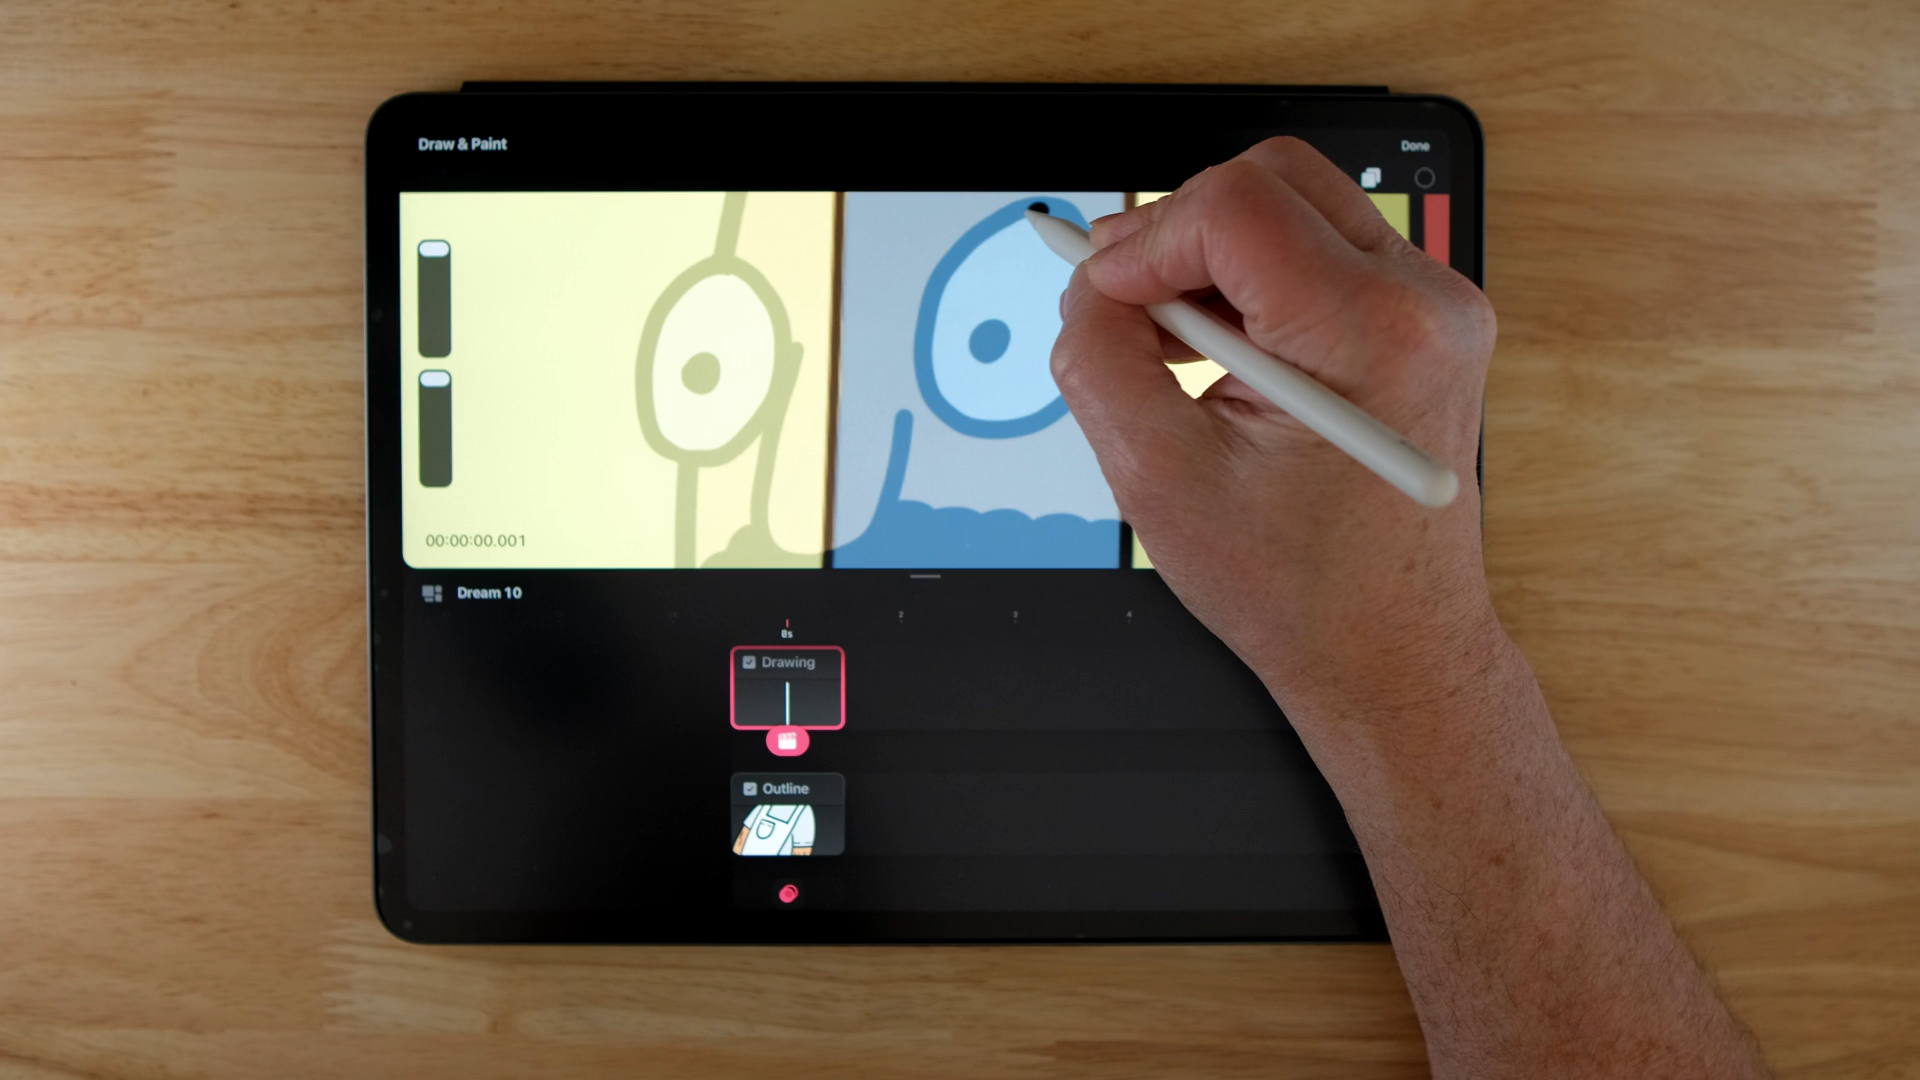 Draw & Paint
Done
00:00:00.001
Dream 10
2
3
4
0s
Drawing
Outline